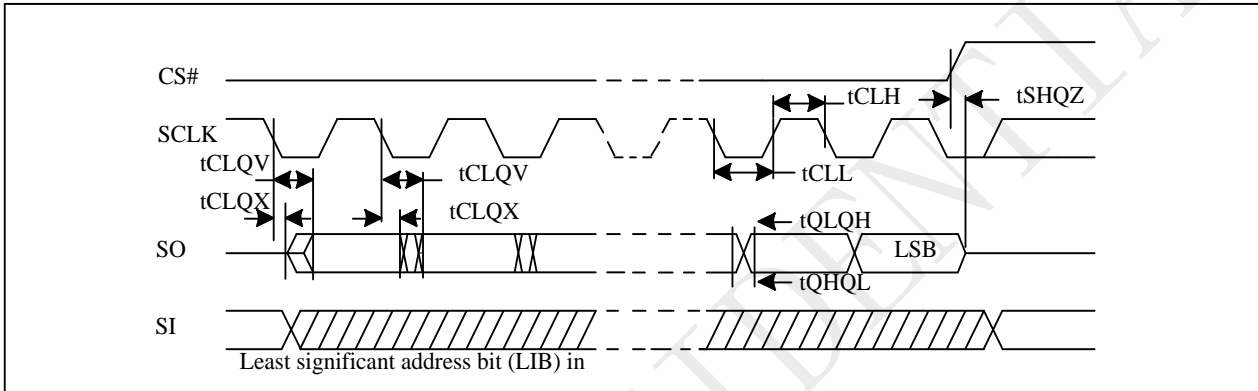 CS#
tCLH
tSHQZ
SCLK
tCLQV
tCLQV
tCLL
tCLQX
tCLQX
tQLQH
SO
LSB
tQHQL
SI
Least significant address bit (LIB) in